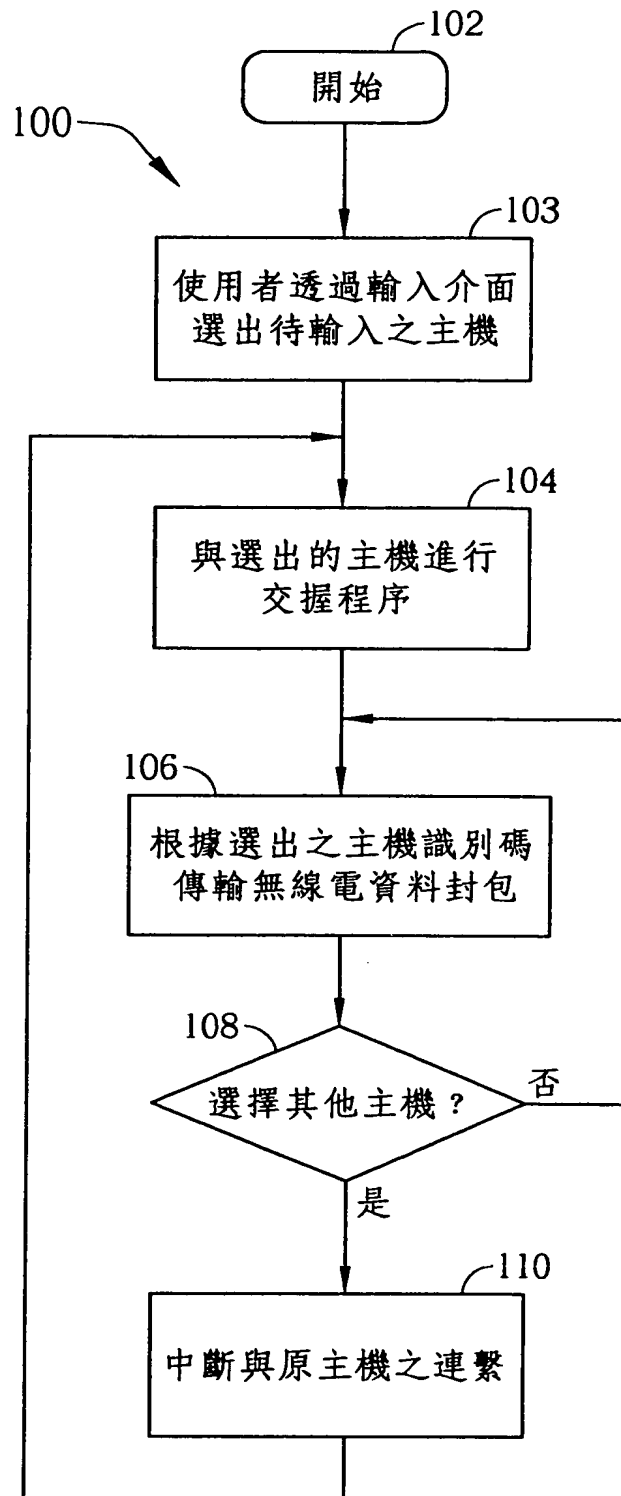 102
開始
100
103
使用者透過輸入介面
選出待輸入之主機
104
與選出的主機進行
交握程序
106
根據選出之主機識別碼
傳輸無線電資料封包
108
選擇其他主機?
否
是
110
中斷與原主機之連繫